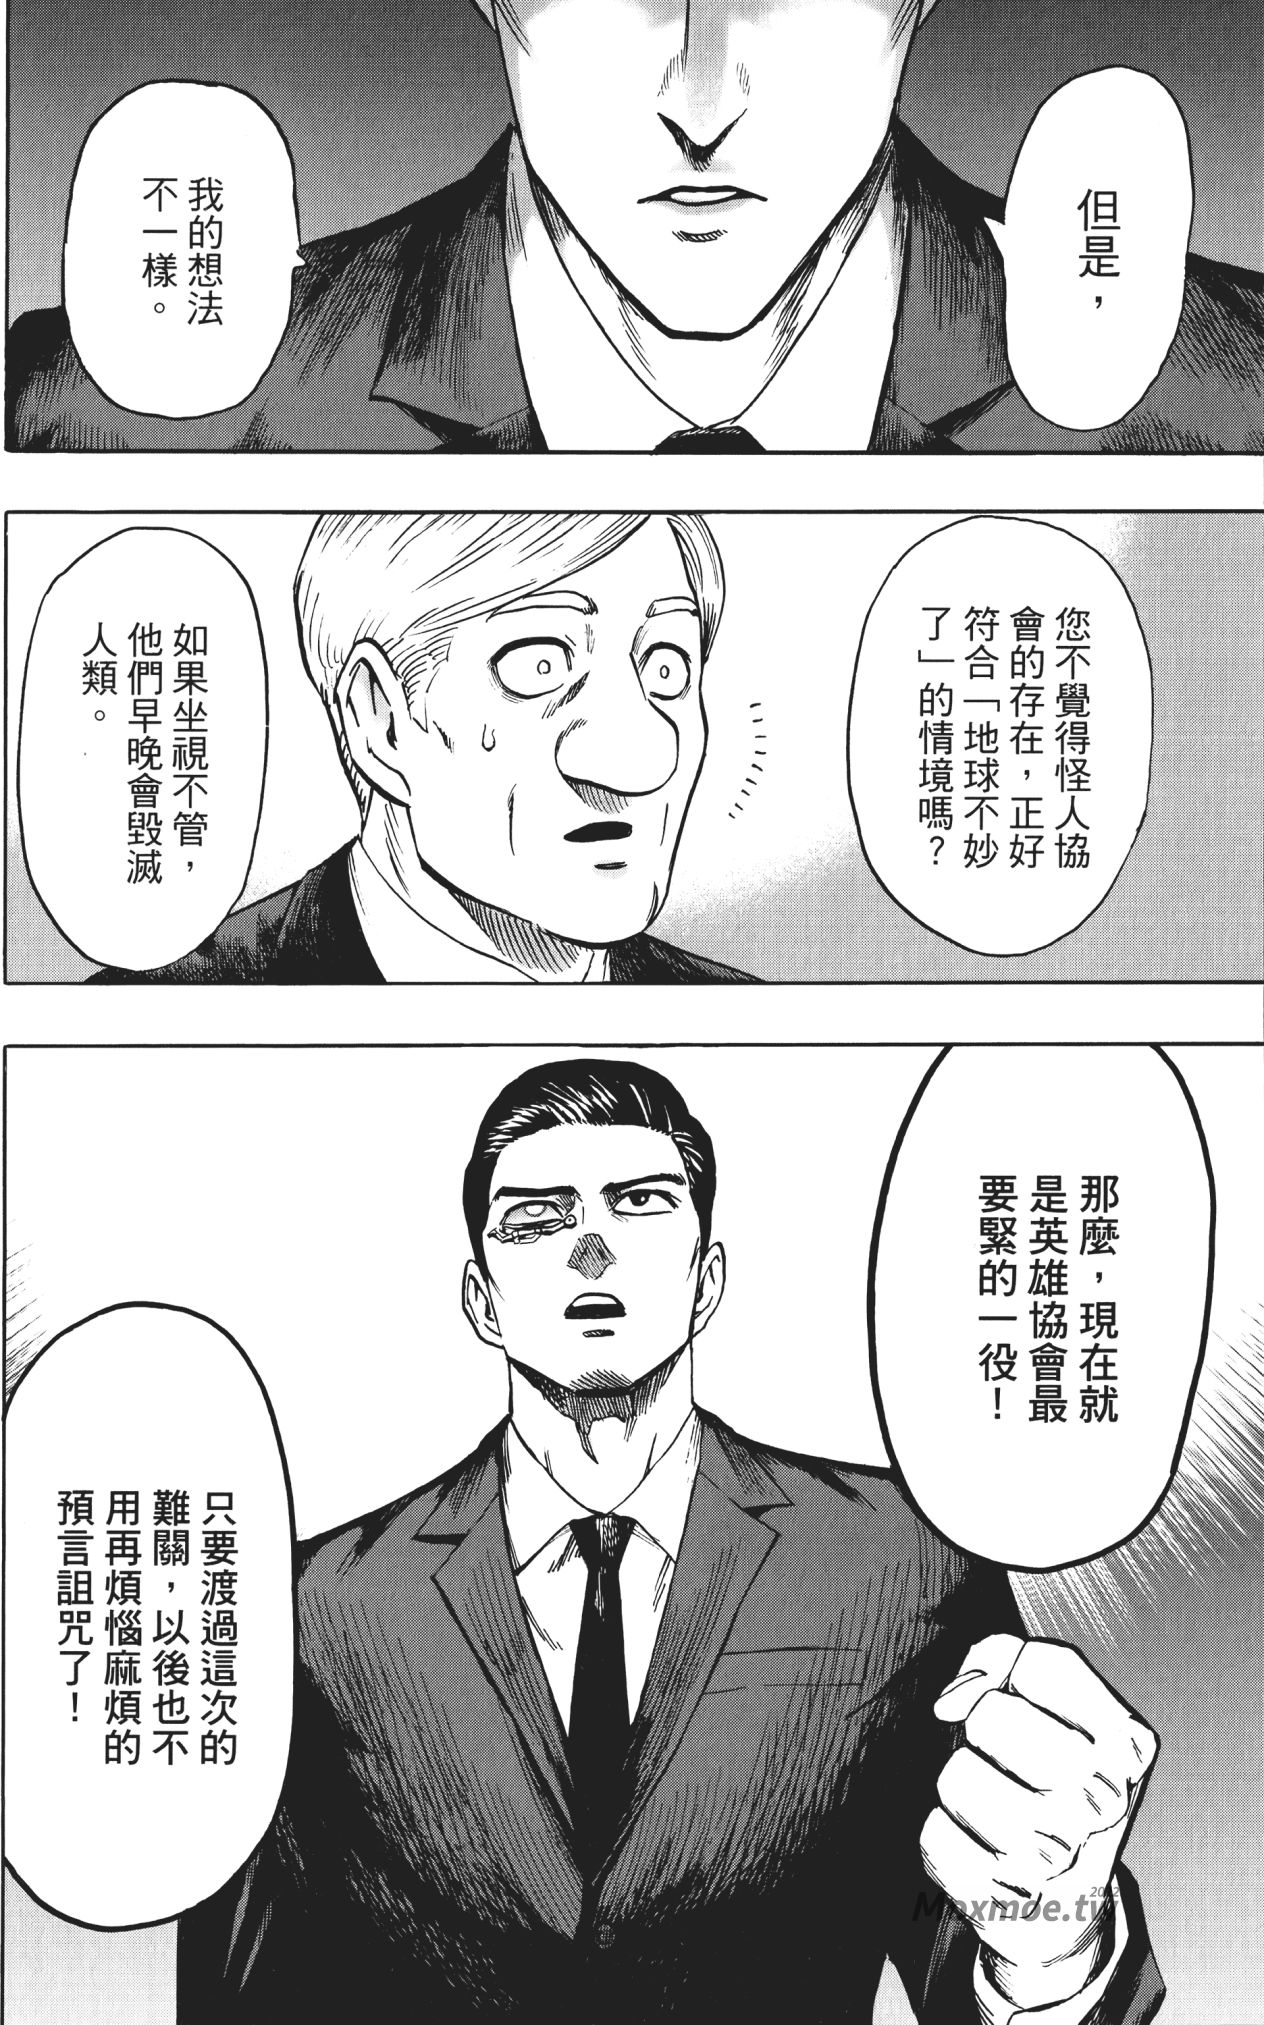 但是，
我的想法
不一樣。
您不覺得怪人協
會的存在，正好
符合「地球不妙
了」的情境嗎？
如果坐視不管，
他們早晚會毀滅
人類。
那麼，現在就
是英雄協會最
要緊的一役！
只要渡過這次的
難關，以後也不
用再煩惱麻煩的
預言詛咒了！
Moxmoe.tw